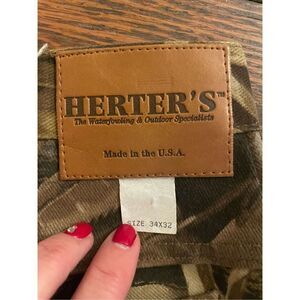 HERTER'S™
The Waterfowling & Outdoor Specialists
Made in the U.S.A.
SIZE 34X32